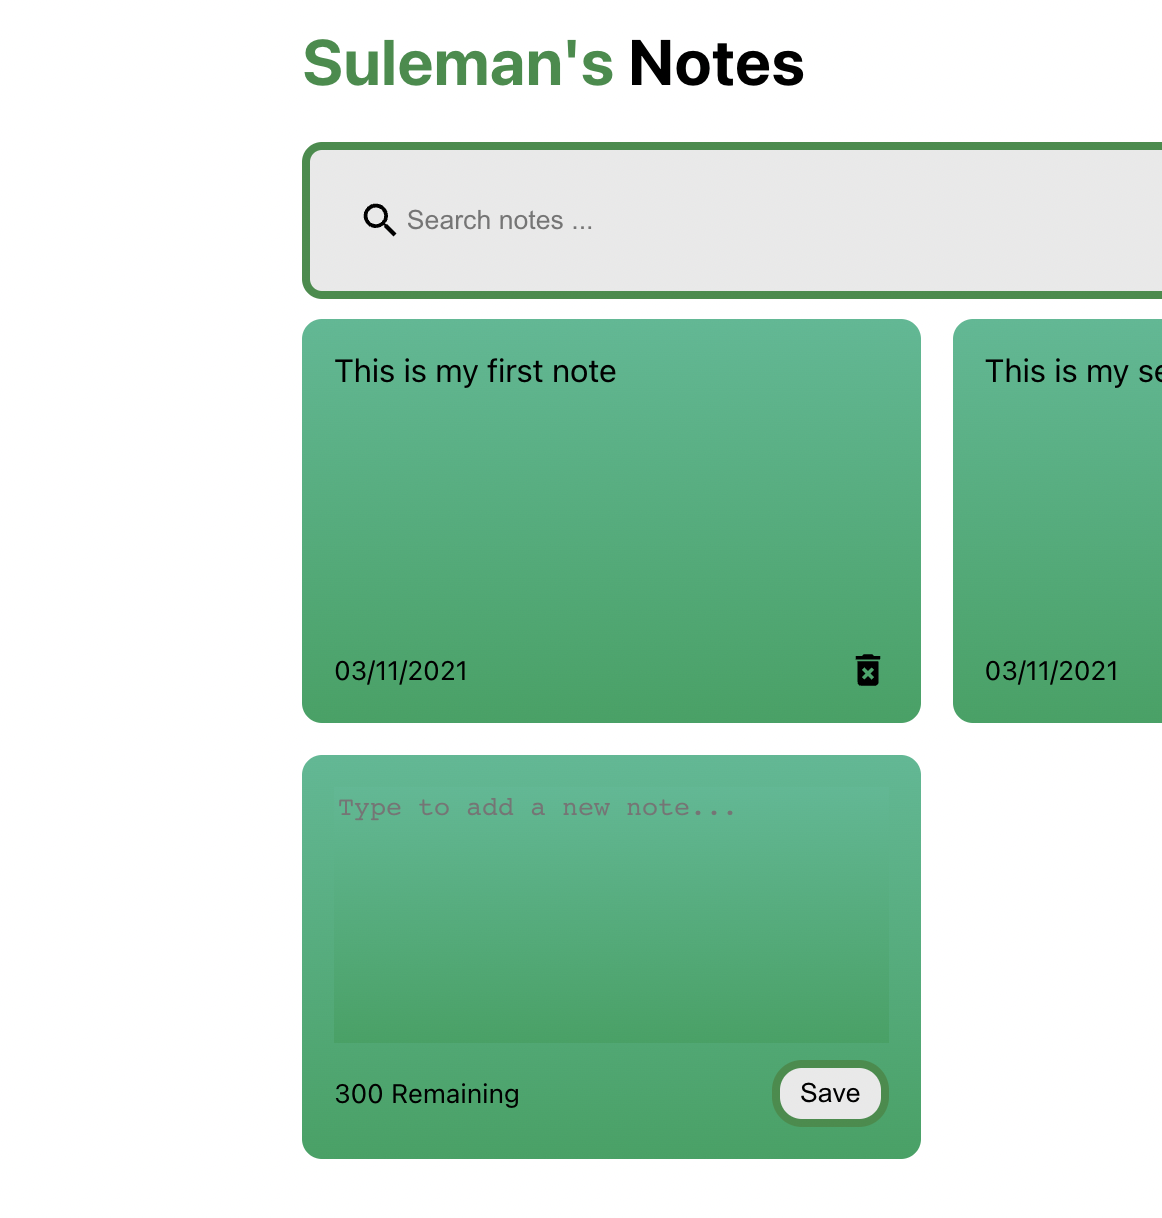 Suleman's Notes
Search notes ...
This is my first note
This is my se
03/11/2021
03/11/2021
Type to add a new note...
300 Remaining
Save